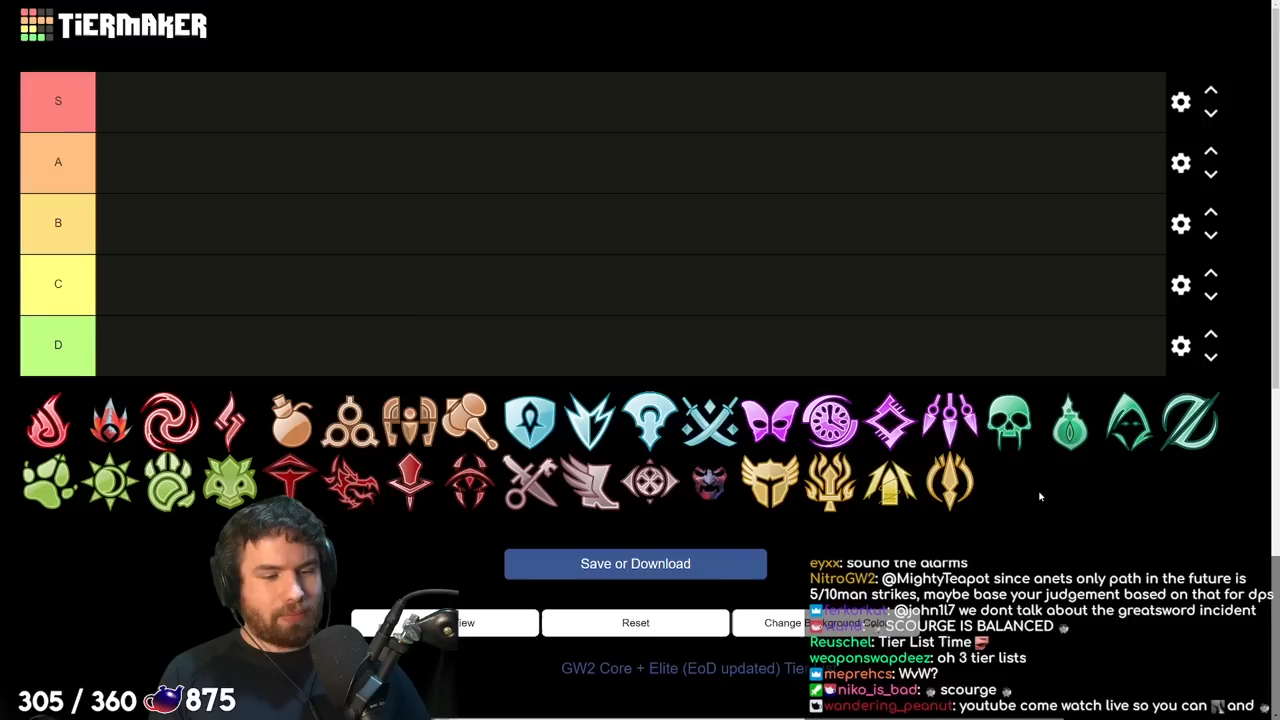 TiERMAKER
S
A
B
C
D
Save or Download
Reset
Change B
GW2 Core + Elite (EoD updated) Tie
eyxx: sound the alarms
NitroGW2: @MightyTeapot since anets only path in the future is
5/10man strikes, maybe base your judgement based on that for dps
@john1l7 we dont talk about the greatsword incident
SCOURGE IS BALANCED
Reuschel: Tier List Time
weaponswapdeez: oh 3 tier lists
meprehcs: WvW?
niko_is_bad: scourge
wandering_peanut: youtube come watch live so you can and
305 / 360 875